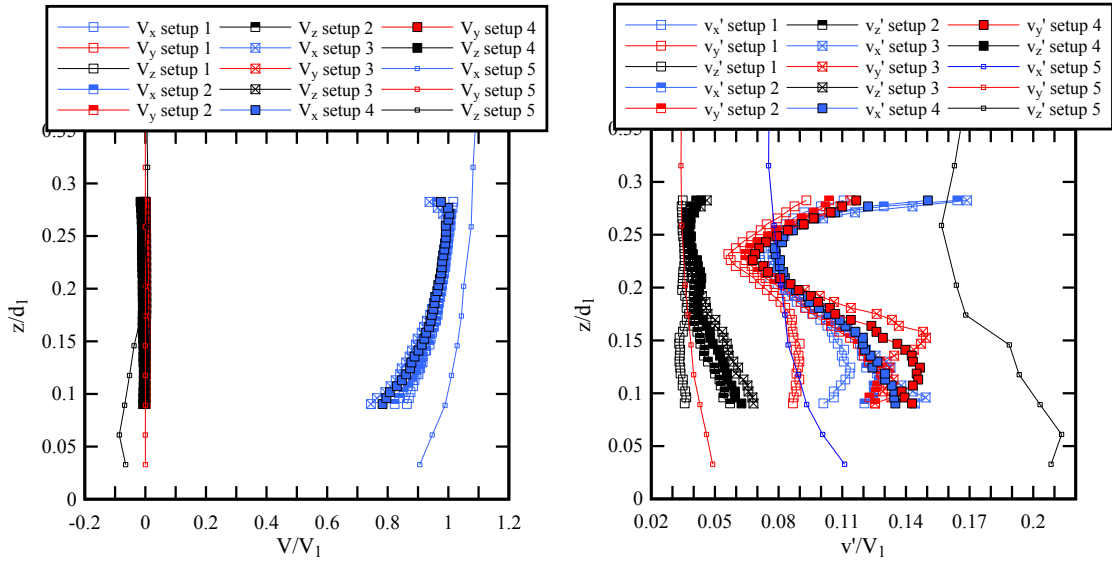 Vx setup 1 Vz setup 2 Vy setup 4
Vy setup 1 Vx setup 3 Vz setup 4
Vz setup 1 Vy setup 3 Vx setup 5
Vx setup 2 Vz setup 3 Vy setup 5
Vy setup 2 Vx setup 4 Vz setup 5
0.35
0.3
0.25
0.2
0.15
0.1
0.05
0
z/d1
-0.2 0 0.2 0.4 0.6 0.8 1 1.2
V/V1
vx' setup 1 vz' setup 2 vy' setup 4
vy' setup 1 vx' setup 3 vz' setup 4
vz' setup 1 vy' setup 3 vx' setup 5
vx' setup 2 vz' setup 3 vy' setup 5
vy' setup 2 vx' setup 4 vz' setup 5
0.35
0.3
0.25
0.2
0.15
0.1
0.05
0
z/d1
0.02 0.05 0.08 0.11 0.14 0.17 0.2
v'/V1